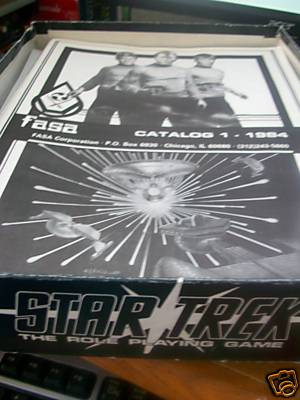 fasa
CATALOG 1 - 1984
FASA Corporation · P.O. Box 6930 · Chicago, IL 60680 · (312)243-5660
STAR TREK
THE ROLE PLAYING GAME